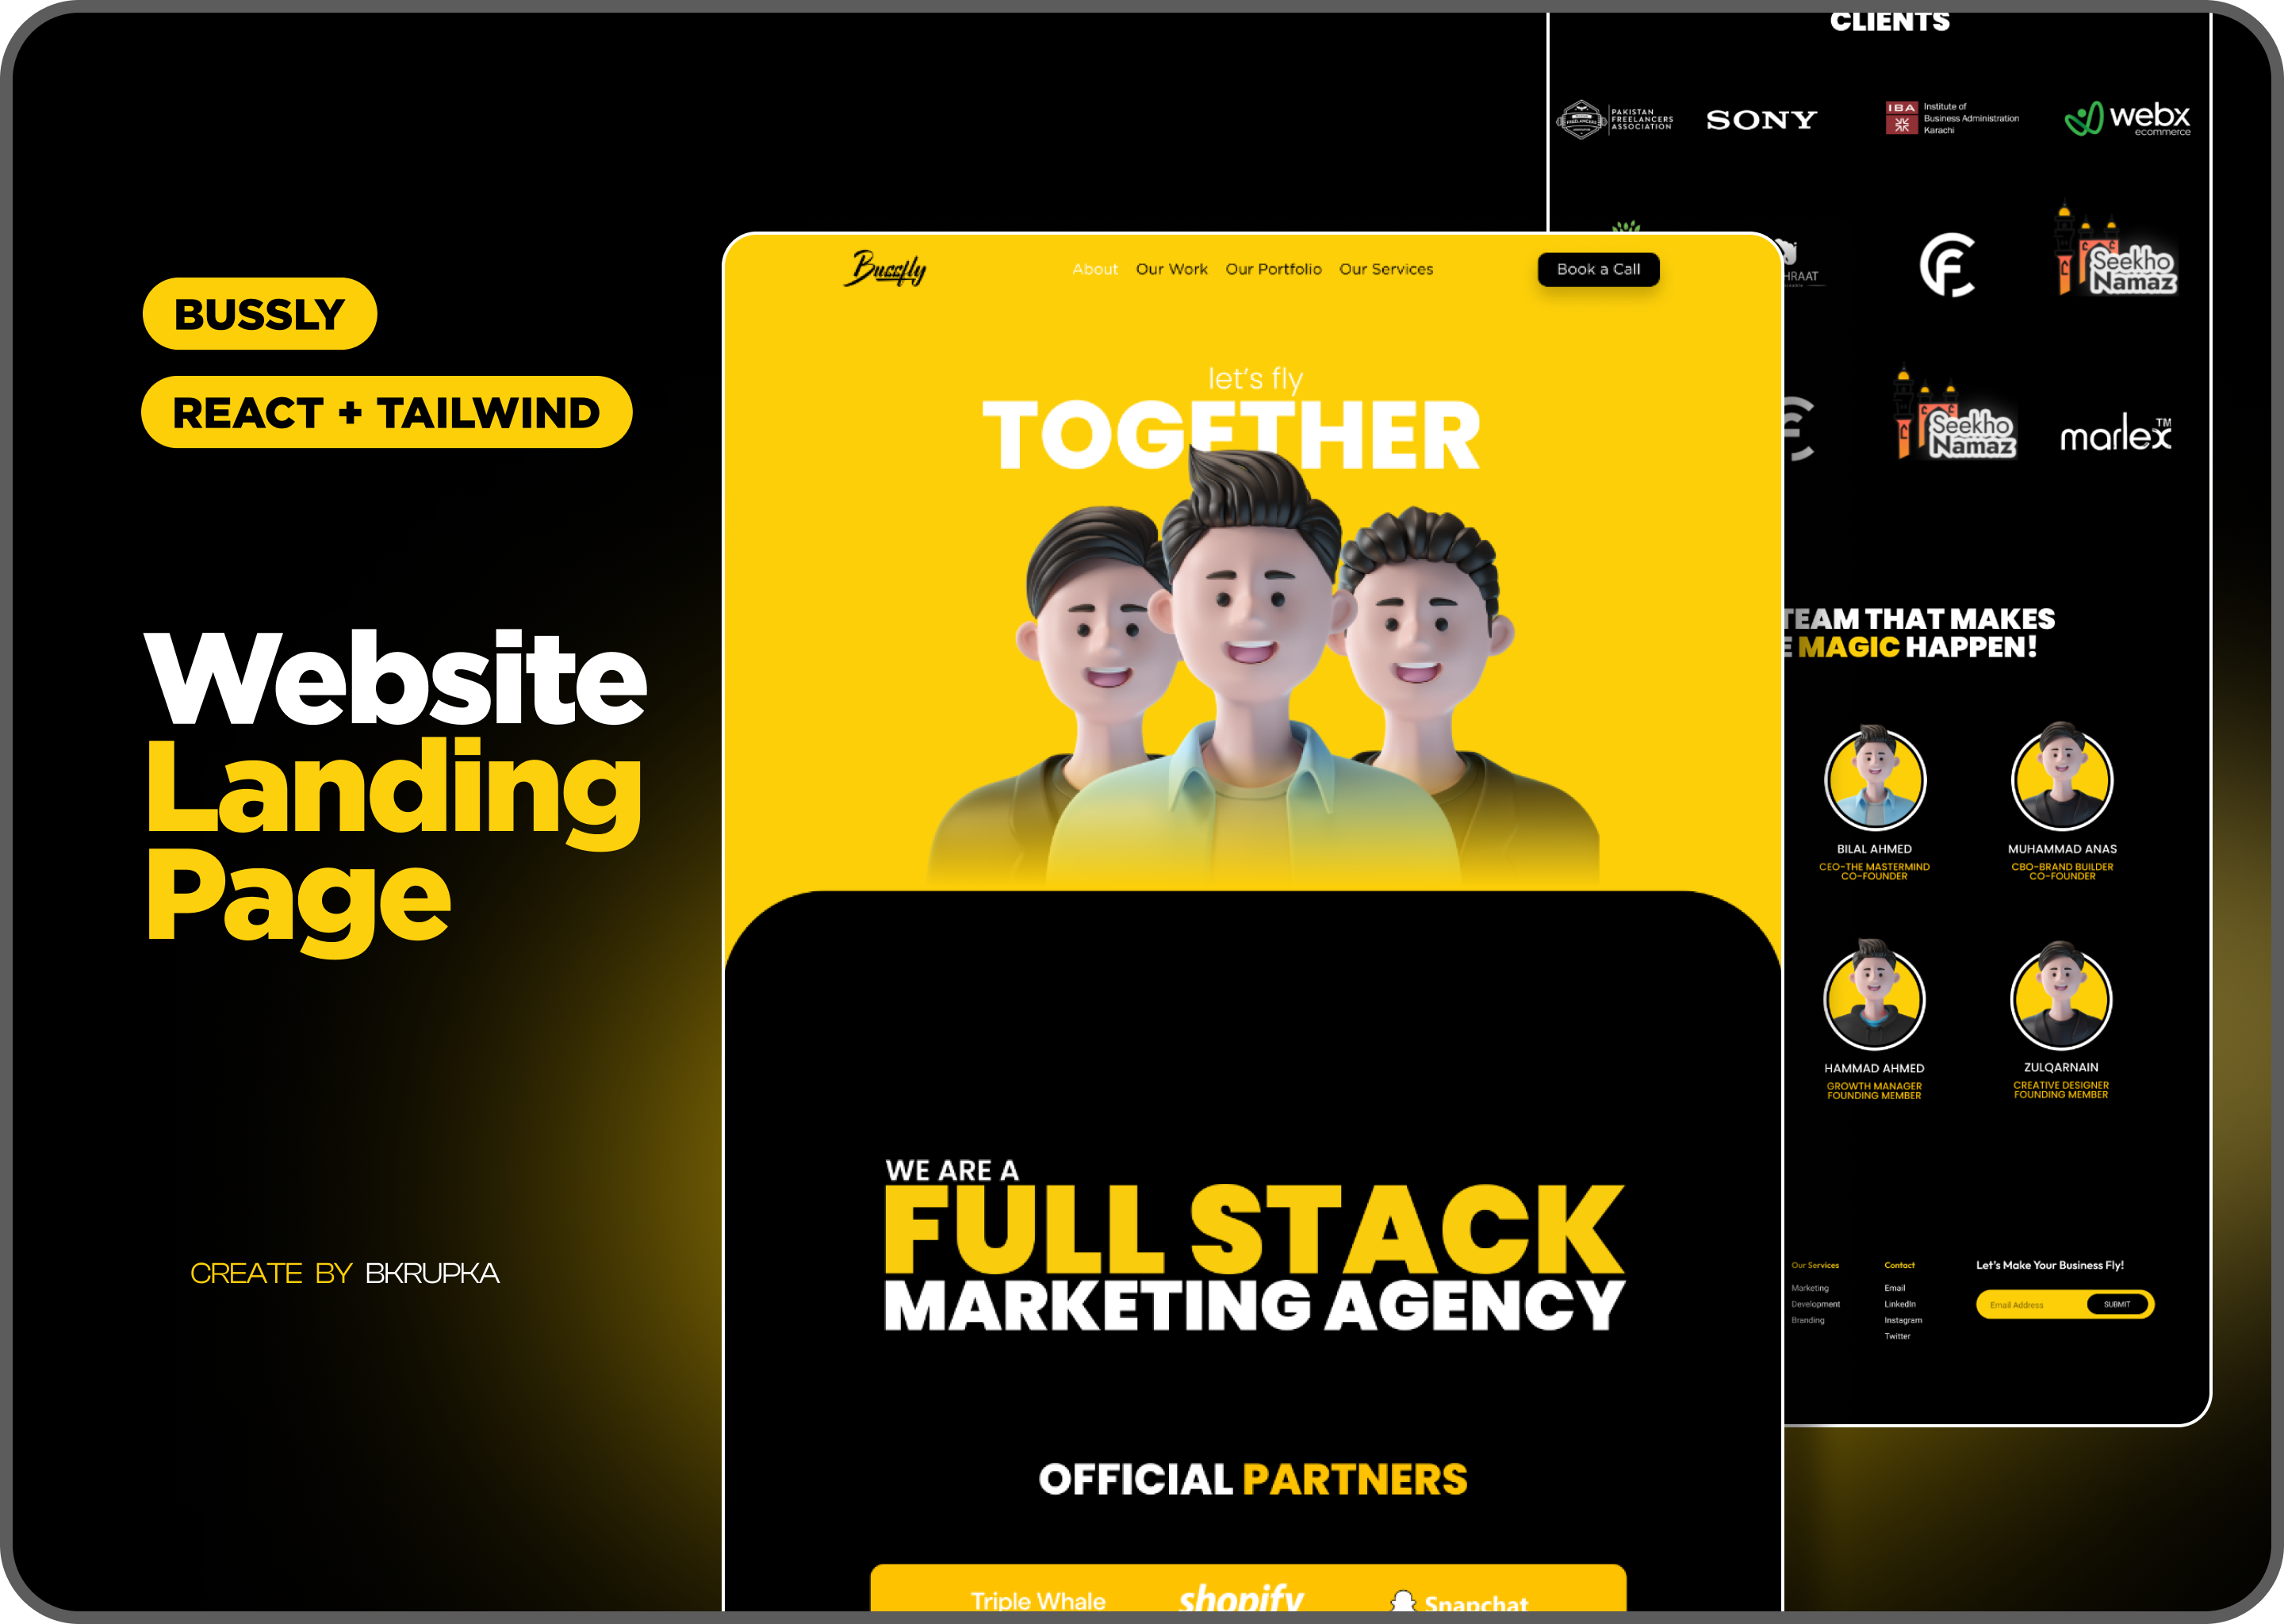 BUSSLY
REACT + TAILWIND
Website
Landing
Page
CREATE BY BKRUPKA
Bussfly
About Our Work Our Portfolio Our Services
Book a Call
let's fly
TOGETHER
WE ARE A
FULL STACK
MARKETING AGENCY
OFFICIAL PARTNERS
Triple Whale
shopify
Snapchat
CLIENTS
PAKISTAN
FREELANCERS
ASSOCIATION
SONY
IBA
Institute of
Business Administration
Karachi
webx
ecommerce
HRAAT
Seekho
Namaz
Seekho
Namaz
marlex™
TEAM THAT MAKES
E MAGIC HAPPEN!
BILAL AHMED
CEO-THE MASTERMIND
CO-FOUNDER
MUHAMMAD ANAS
CBO-BRAND BUILDER
CO-FOUNDER
HAMMAD AHMED
GROWTH MANAGER
FOUNDING MEMBER
ZULQARNAIN
CREATIVE DESIGNER
FOUNDING MEMBER
Our Services
Marketing
Development
Branding
Contact
Email
LinkedIn
Instagram
Twitter
Let's Make Your Business Fly!
Email Address
SUBMIT